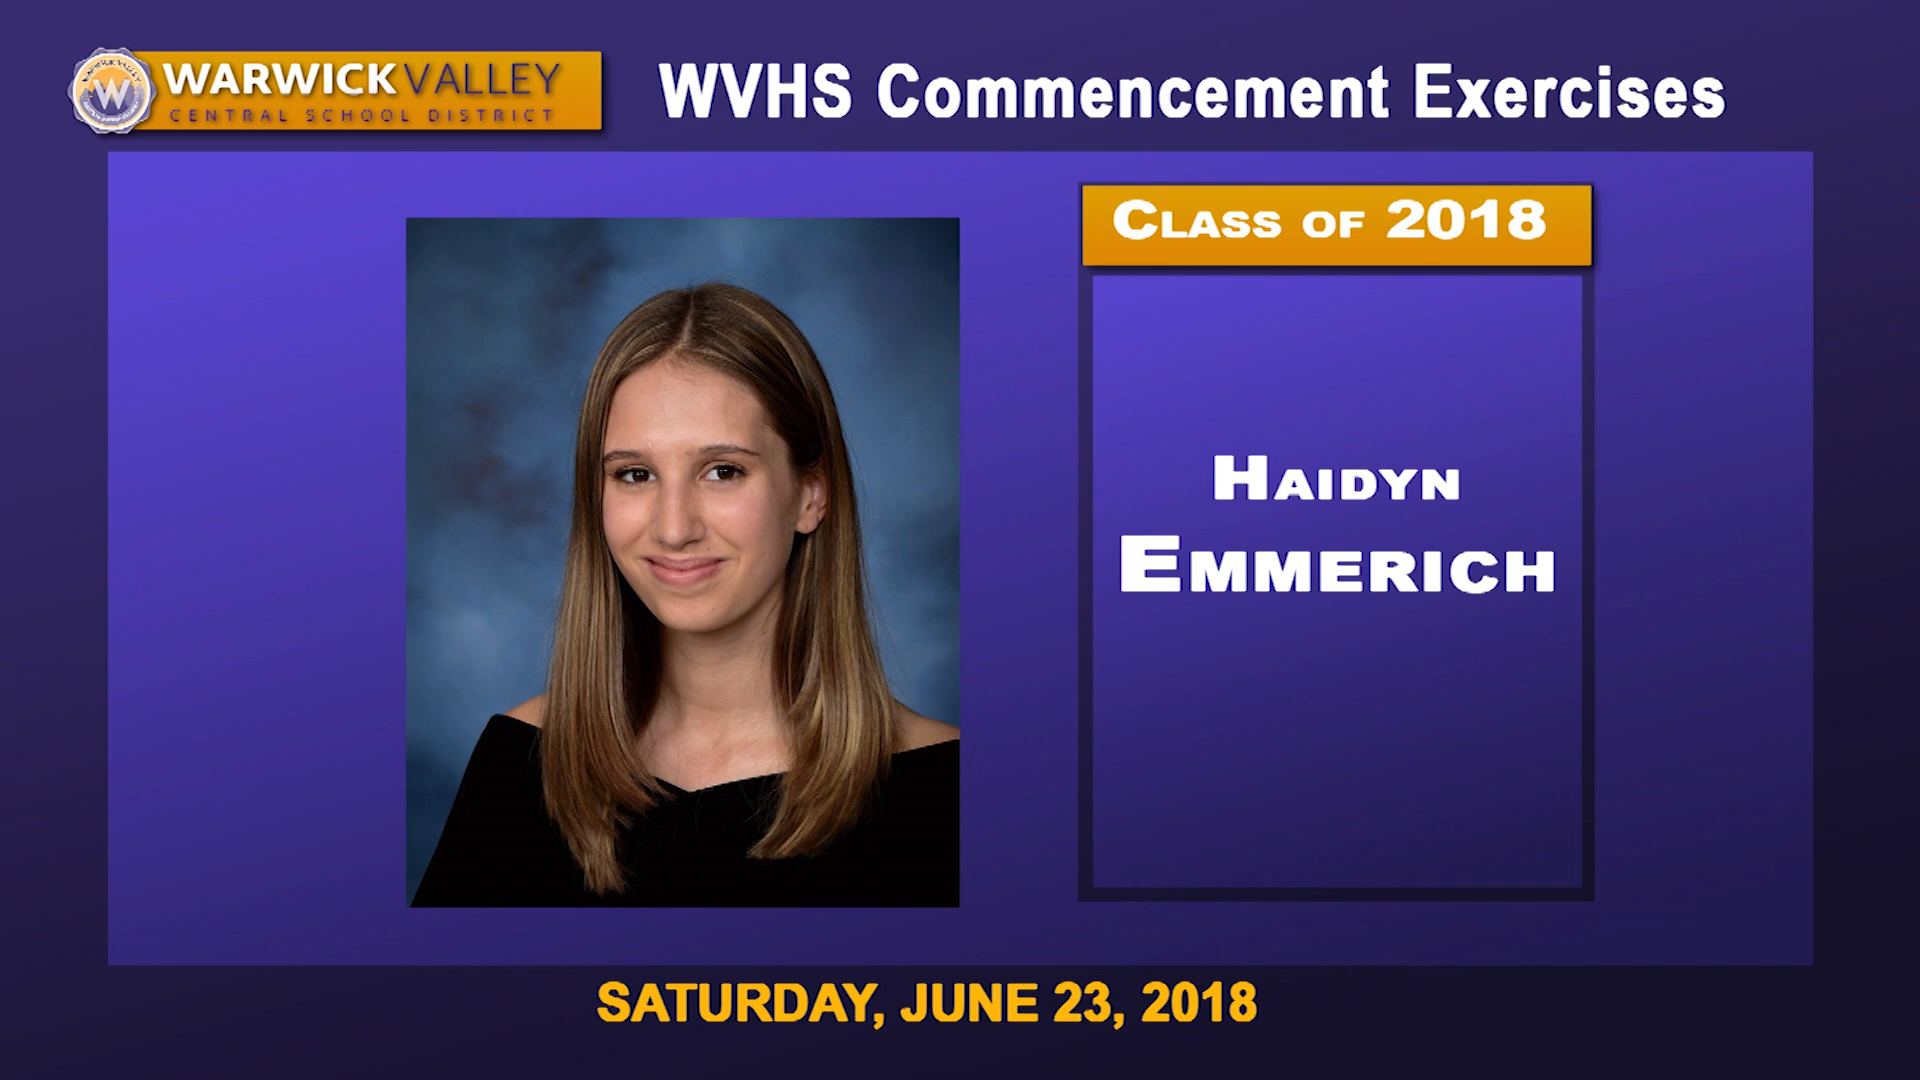 WARWICK VALLEY
CENTRAL SCHOOL DISTRICT
WVHS Commencement Exercises
CLASS OF 2018
HAIDYN
EMMERICH
SATURDAY, JUNE 23, 2018